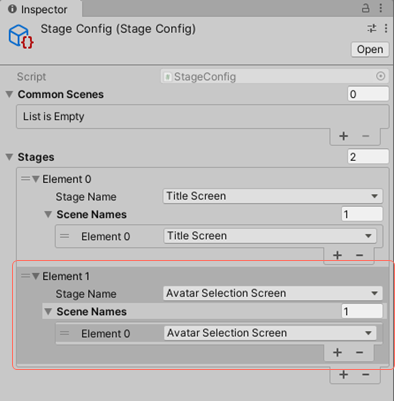 Inspector
Stage Config (Stage Config)
Open
Script StageConfig
Common Scenes 0
List is Empty
+ −
Stages 2
Element 0
Stage Name Title Screen
Scene Names 1
Element 0 Title Screen
+ −
Element 1
Stage Name Avatar Selection Screen
Scene Names 1
Element 0 Avatar Selection Screen
+ −
+ −